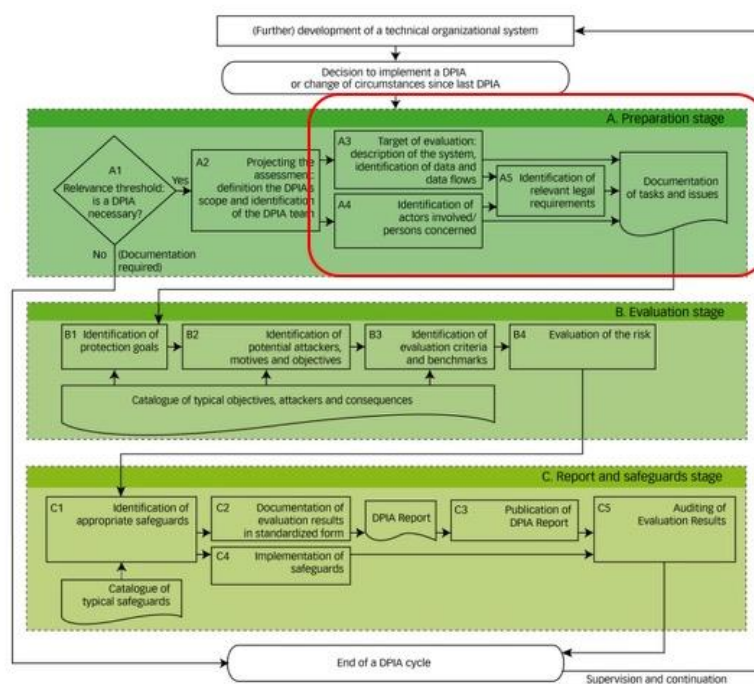 (Further) development of a technical organizational system
Decision to implement a DPIA
or change of circumstances since last DPIA
A. Preparation stage
A1
Relevance threshold:
is a DPIA
necessary?
Yes
No (Documentation
required)
A2 Projecting the
assessment:
definition the DPIA's
scope and identification
of the DPIA team
A3 Target of evaluation:
description of the system,
identification of data and
data flows
A4 Identification of
actors involved/
persons concerned
A5 Identification of
relevant legal
requirements
Documentation
of tasks and issues
B. Evaluation stage
B1 Identification of
protection goals
B2 Identification of
potential attackers,
motives and objectives
B3 Identification of
evaluation criteria
and benchmarks
B4 Evaluation of the risk
Catalogue of typical objectives, attackers and consequences
C. Report and safeguards stage
C1 Identification of
appropriate safeguards
C2 Documentation of
evaluation results
in standardized form
DPIA Report
C3 Publication of
DPIA Report
C5 Auditing of
Evaluation Results
C4 Implementation of
safeguards
Catalogue of
typical safeguards
End of a DPIA cycle
Supervision and continuation